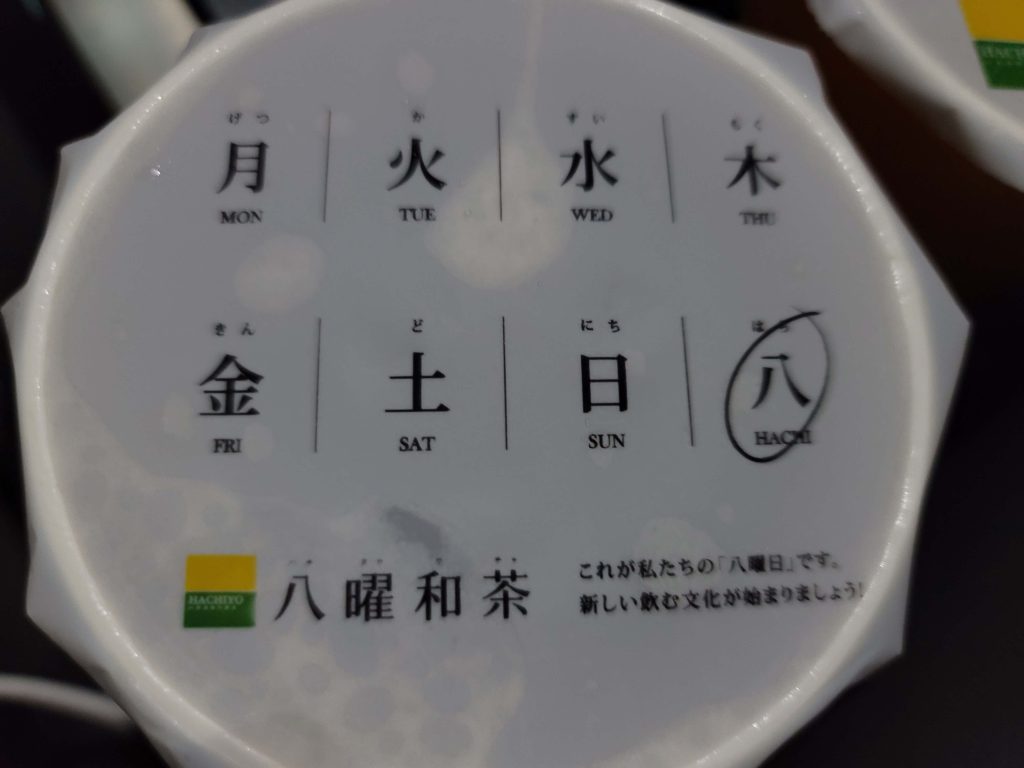 げつ か すい もく
月 火 水 木
MON TUE WED THU
きん ど にち
金 土 日 八
FRI SAT SUN HACHI
HACHIYO 八曜和茶
これが私たちの「八曜日」です。
新しい飲む文化が始まりましょう!